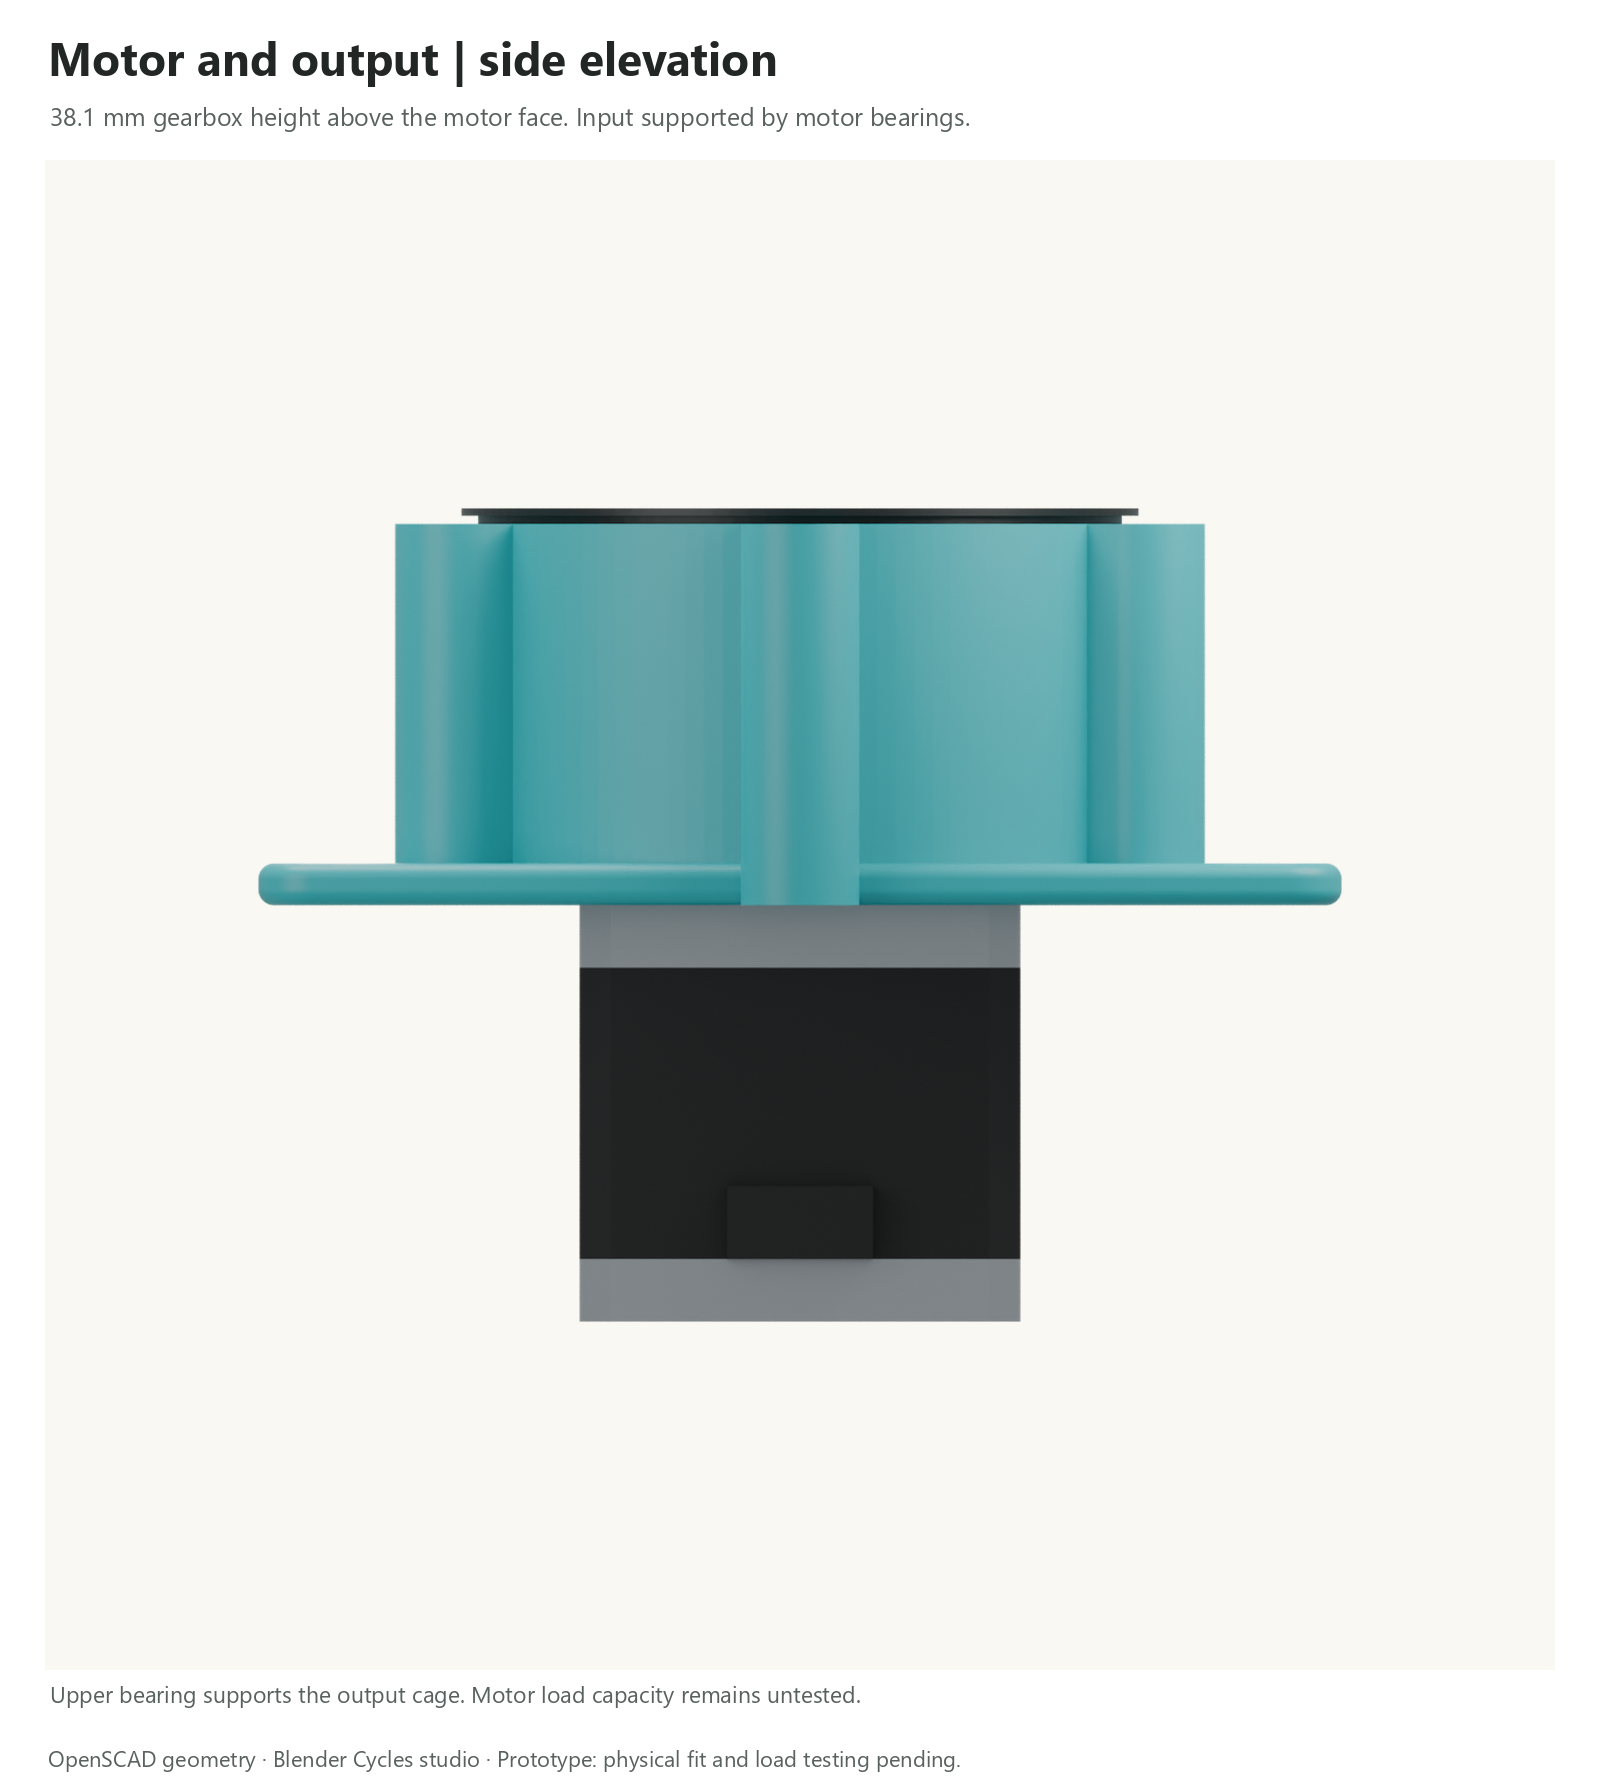 Motor and output | side elevation
38.1 mm gearbox height above the motor face. Input supported by motor bearings.
Upper bearing supports the output cage. Motor load capacity remains untested.
OpenSCAD geometry · Blender Cycles studio · Prototype: physical fit and load testing pending.